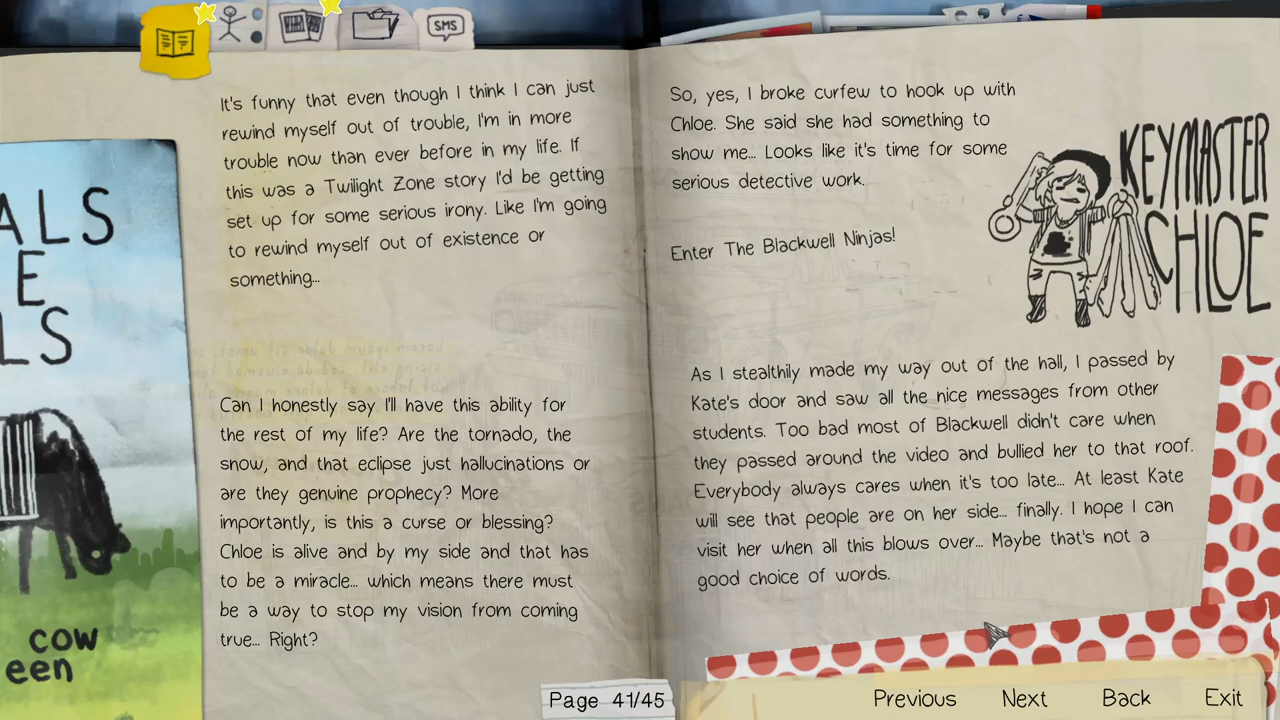 SMS
ALS
E
LS
cow
een
It's funny that even though I think I can just
rewind myself out of trouble, I'm in more
trouble now than ever before in my life. If
this was a Twilight Zone story I'd be getting
set up for some serious irony. Like I'm going
to rewind myself out of existence or
something...
Can I honestly say I'll have this ability for
the rest of my life? Are the tornado, the
snow, and that eclipse just hallucinations or
are they genuine prophecy? More
importantly, is this a curse or blessing?
Chloe is alive and by my side and that has
to be a miracle... which means there must
be a way to stop my vision from coming
true... Right?
So, yes, I broke curfew to hook up with
Chloe. She said she had something to
show me... Looks like it's time for some
serious detective work.
Enter The Blackwell Ninjas!
KEYMASTER
CHLOE
As I stealthily made my way out of the hall, I passed by
Kate's door and saw all the nice messages from other
students. Too bad most of Blackwell didn't care when
they passed around the video and bullied her to that roof.
Everybody always cares when it's too late... At least Kate
will see that people are on her side... finally. I hope I can
visit her when all this blows over... Maybe that's not a
good choice of words.
Page 41/45
Previous Next Back Exit